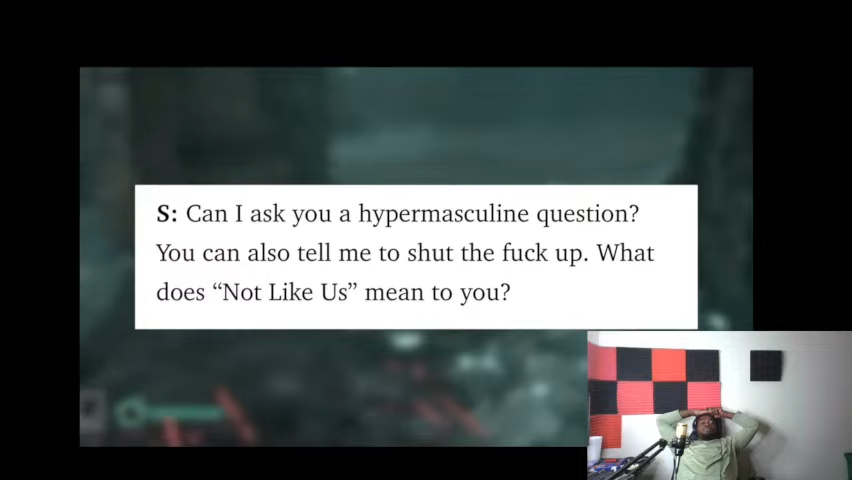 S: Can I ask you a hypermasculine question?
You can also tell me to shut the fuck up. What
does “Not Like Us” mean to you?